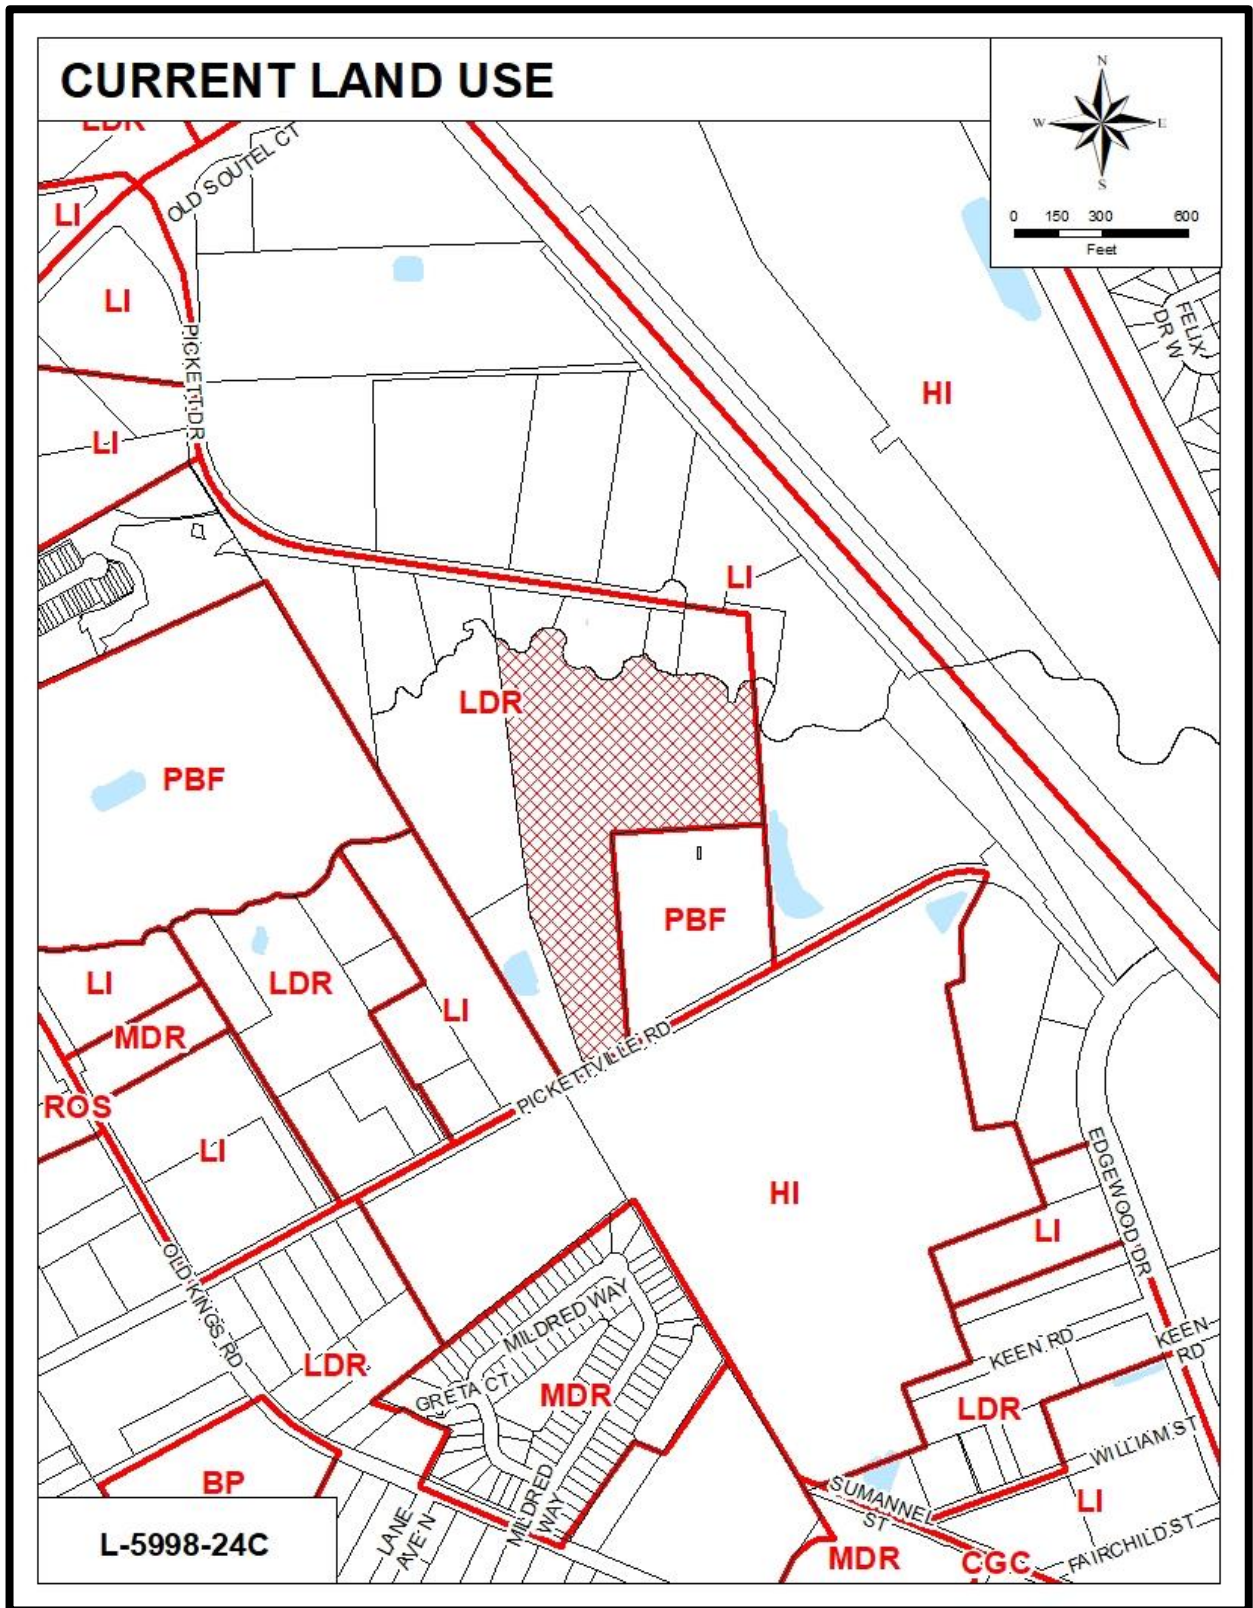 CURRENT LAND USE
N
W
E
S
0 150 300 600
Feet
LDR
OLD SOUTEL CT
LI
LI
PICKETT DR
FELIX
DR W
HI
LI
LI
LDR
PBF
PBF
LI
LDR
LI
MDR
PICKETTVILLE RD
ROS
LI
HI
EDGEWOOD DR
LI
OLD KINGS RD
MILDRED WAY
KEEN RD
KEEN
RD
LDR
GRETA CT
MDR
LDR
WILLIAM ST
BP
MILDRED
WAY
SUMANNEL
ST
LI
LANE
AVE N
L-5998-24C
MDR
CGC
FAIRCHILD ST